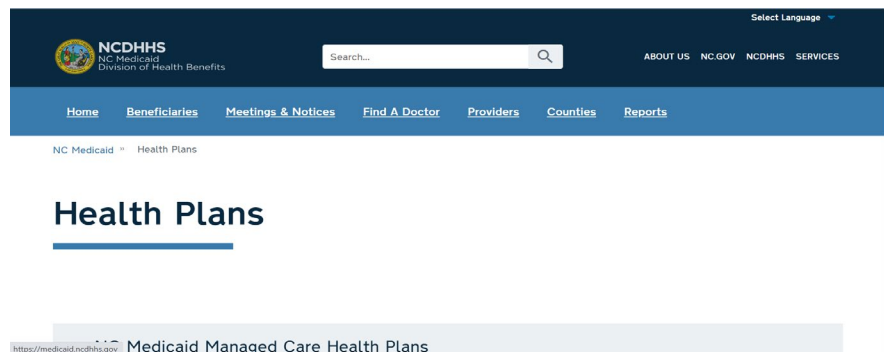 Select Language
NCDHHS
NC Medicaid
Division of Health Benefits
Search...
ABOUT US NC.GOV NCDHHS SERVICES
Home Beneficiaries Meetings & Notices Find A Doctor Providers Counties Reports
NC Medicaid » Health Plans
Health Plans
NC Medicaid Managed Care Health Plans
https://medicaid.ncdhhs.gov